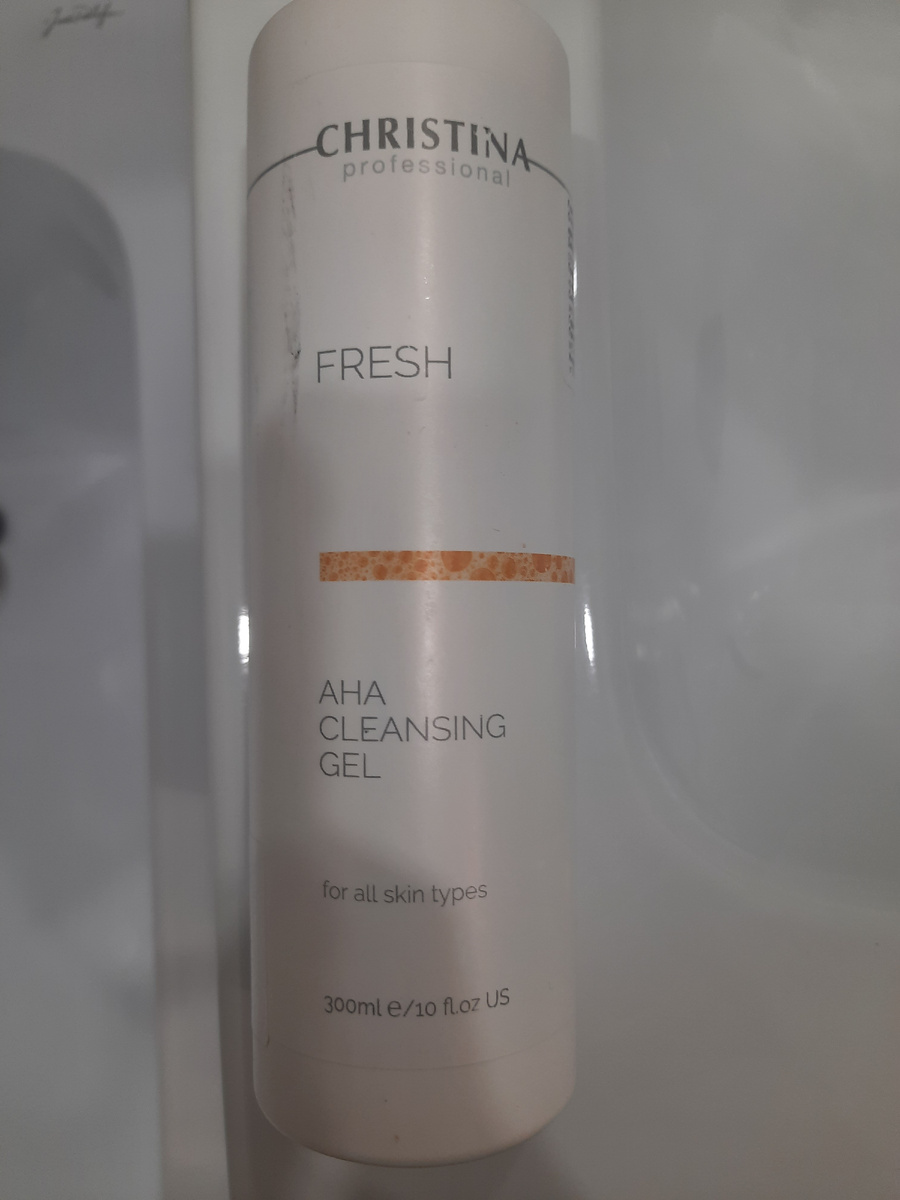 CHRISTINA
professional
FRESH
AHA
CLEANSING
GEL
for all skin types
300ml e/10 fl.oz US